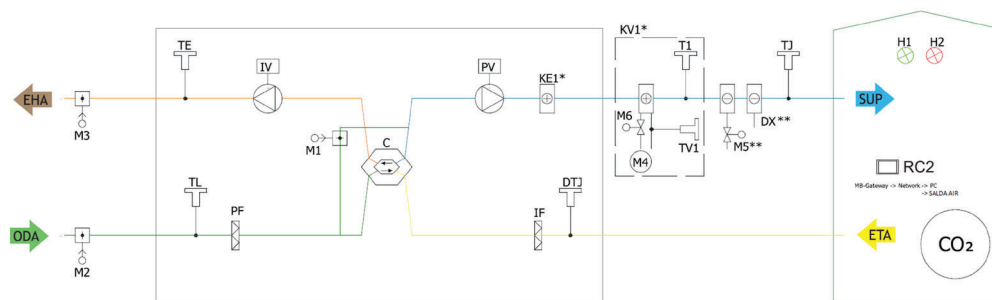 TE
IV
PV
KE1*
KV1*
T1
TJ
H1
H2
EHA
SUP
M3
M1
C
M6
M4
TV1
M5**
DX**
RC2
MB-Gateway -> Network -> PC
-> SALDA AIR
TL
PF
DTJ
IF
ODA
ETA
M2
CO₂